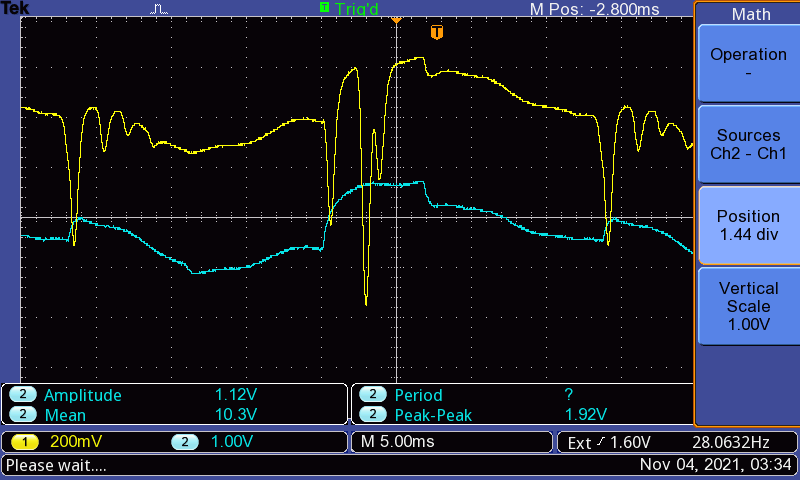 Tek T Trig'd M Pos: -2.800ms
T
Math
Operation
-
Sources
Ch2 - Ch1
Position
1.44 div
Vertical
Scale
1.00V
2 Amplitude 1.12V 2 Period ?
2 Mean 10.3V 2 Peak-Peak 1.92V
1 200mV 2 1.00V M 5.00ms Ext 1.60V 28.0632Hz
Please wait.... Nov 04, 2021, 03:34